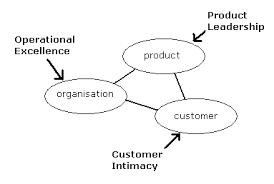 Product
Leadership
Operational
Excellence
product
organisation
customer
Customer
Intimacy